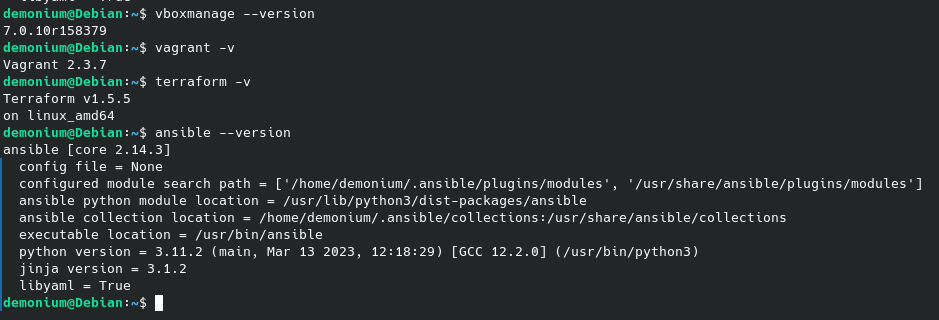 demonium@Debian:~$ vboxmanage --version
7.0.10r158379
demonium@Debian:~$ vagrant -v
Vagrant 2.3.7
demonium@Debian:~$ terraform -v
Terraform v1.5.5
on linux_amd64
demonium@Debian:~$ ansible --version
ansible [core 2.14.3]
  config file = None
  configured module search path = ['/home/demonium/.ansible/plugins/modules', '/usr/share/ansible/plugins/modules']
  ansible python module location = /usr/lib/python3/dist-packages/ansible
  ansible collection location = /home/demonium/.ansible/collections:/usr/share/ansible/collections
  executable location = /usr/bin/ansible
  python version = 3.11.2 (main, Mar 13 2023, 12:18:29) [GCC 12.2.0] (/usr/bin/python3)
  jinja version = 3.1.2
  libyaml = True
demonium@Debian:~$